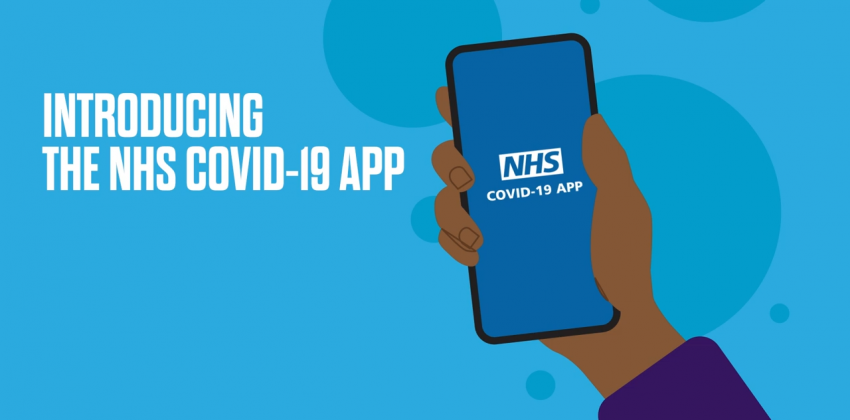 INTRODUCING
THE NHS COVID-19 APP
NHS
COVID-19 APP